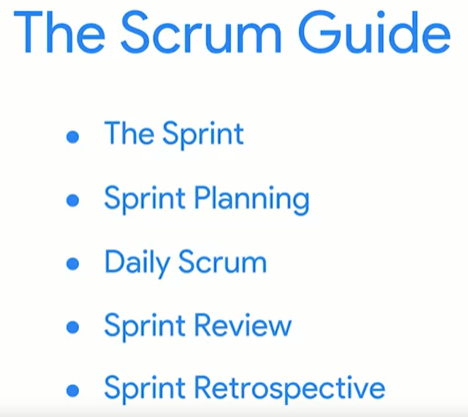 The Scrum Guide
● The Sprint
● Sprint Planning
● Daily Scrum
● Sprint Review
● Sprint Retrospective